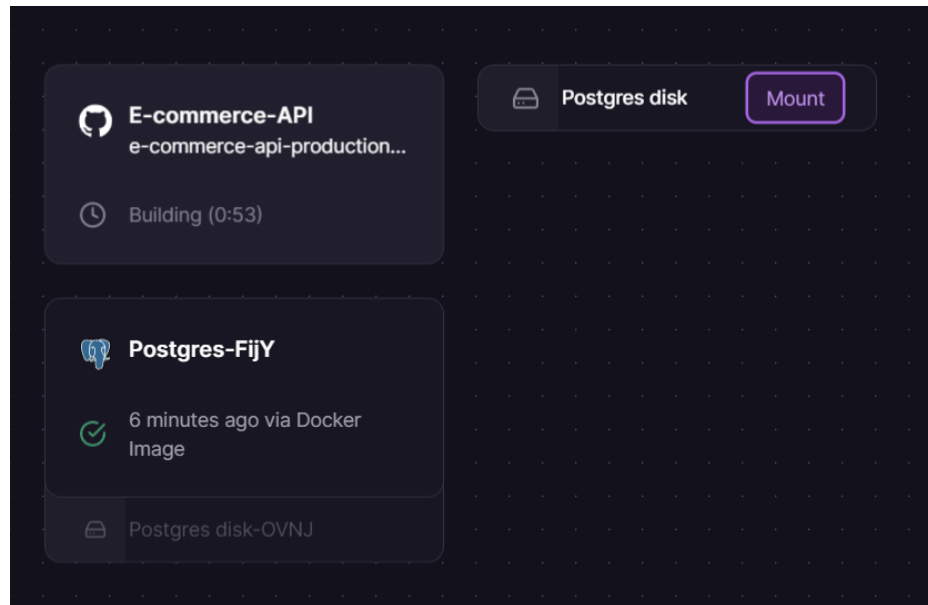 E-commerce-API
e-commerce-api-production...
Building (0:53)
Postgres disk
Mount
Postgres-FijY
6 minutes ago via Docker
Image
Postgres disk-OVNJ